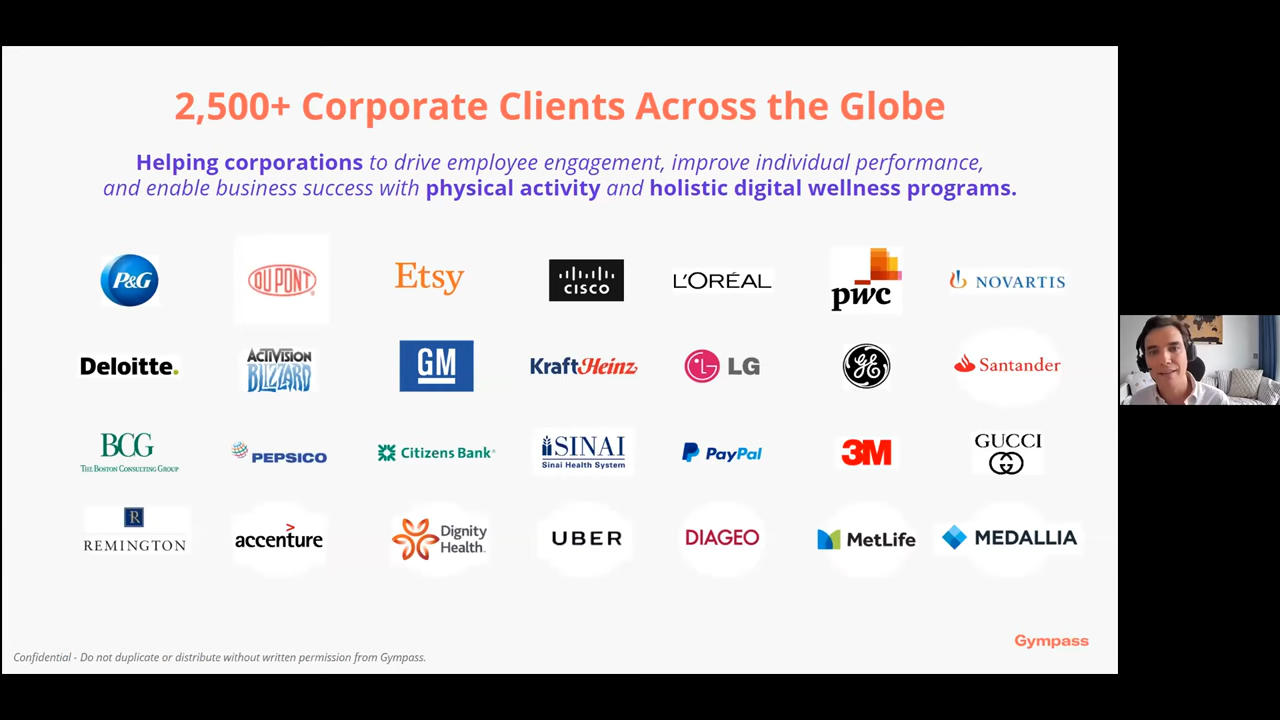 2,500+ Corporate Clients Across the Globe
Helping corporations to drive employee engagement, improve individual performance,
and enable business success with physical activity and holistic digital wellness programs.
P&G
DU PONT
Etsy
CISCO
L'ORÉAL
pwc
NOVARTIS
Deloitte.
ACTIVISION
BLIZZARD
GM
KraftHeinz
LG
GE
Santander
BCG
THE BOSTON CONSULTING GROUP
PEPSICO
Citizens Bank®
SINAI
Sinai Health System
PayPal
3M
GUCCI
R
REMINGTON
accenture
Dignity
Health.
UBER
DIAGEO
MetLife
MEDALLIA
Gympass
Confidential - Do not duplicate or distribute without written permission from Gympass.